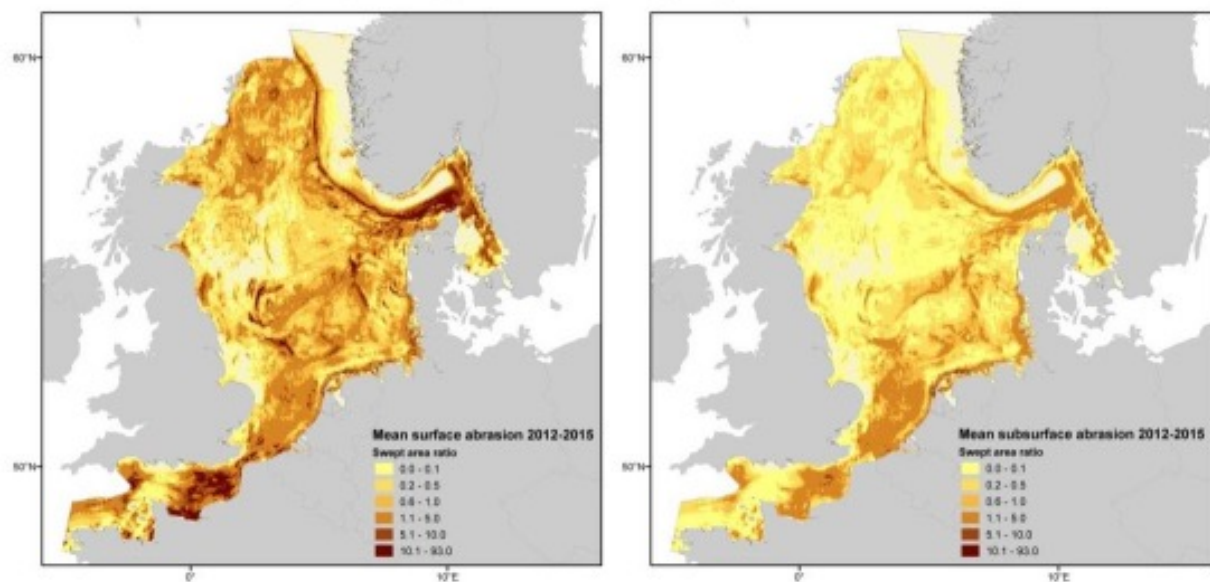 60°N
50°N
Mean surface abrasion 2012-2015
Swept area ratio
0.0 - 0.1
0.2 - 0.5
0.6 - 1.0
1.1 - 5.0
5.1 - 10.0
10.1 - 93.0
0°
10°E
60°N
50°N
Mean subsurface abrasion 2012-2015
Swept area ratio
0.0 - 0.1
0.2 - 0.5
0.6 - 1.0
1.1 - 5.0
5.1 - 10.0
10.1 - 93.0
0°
10°E